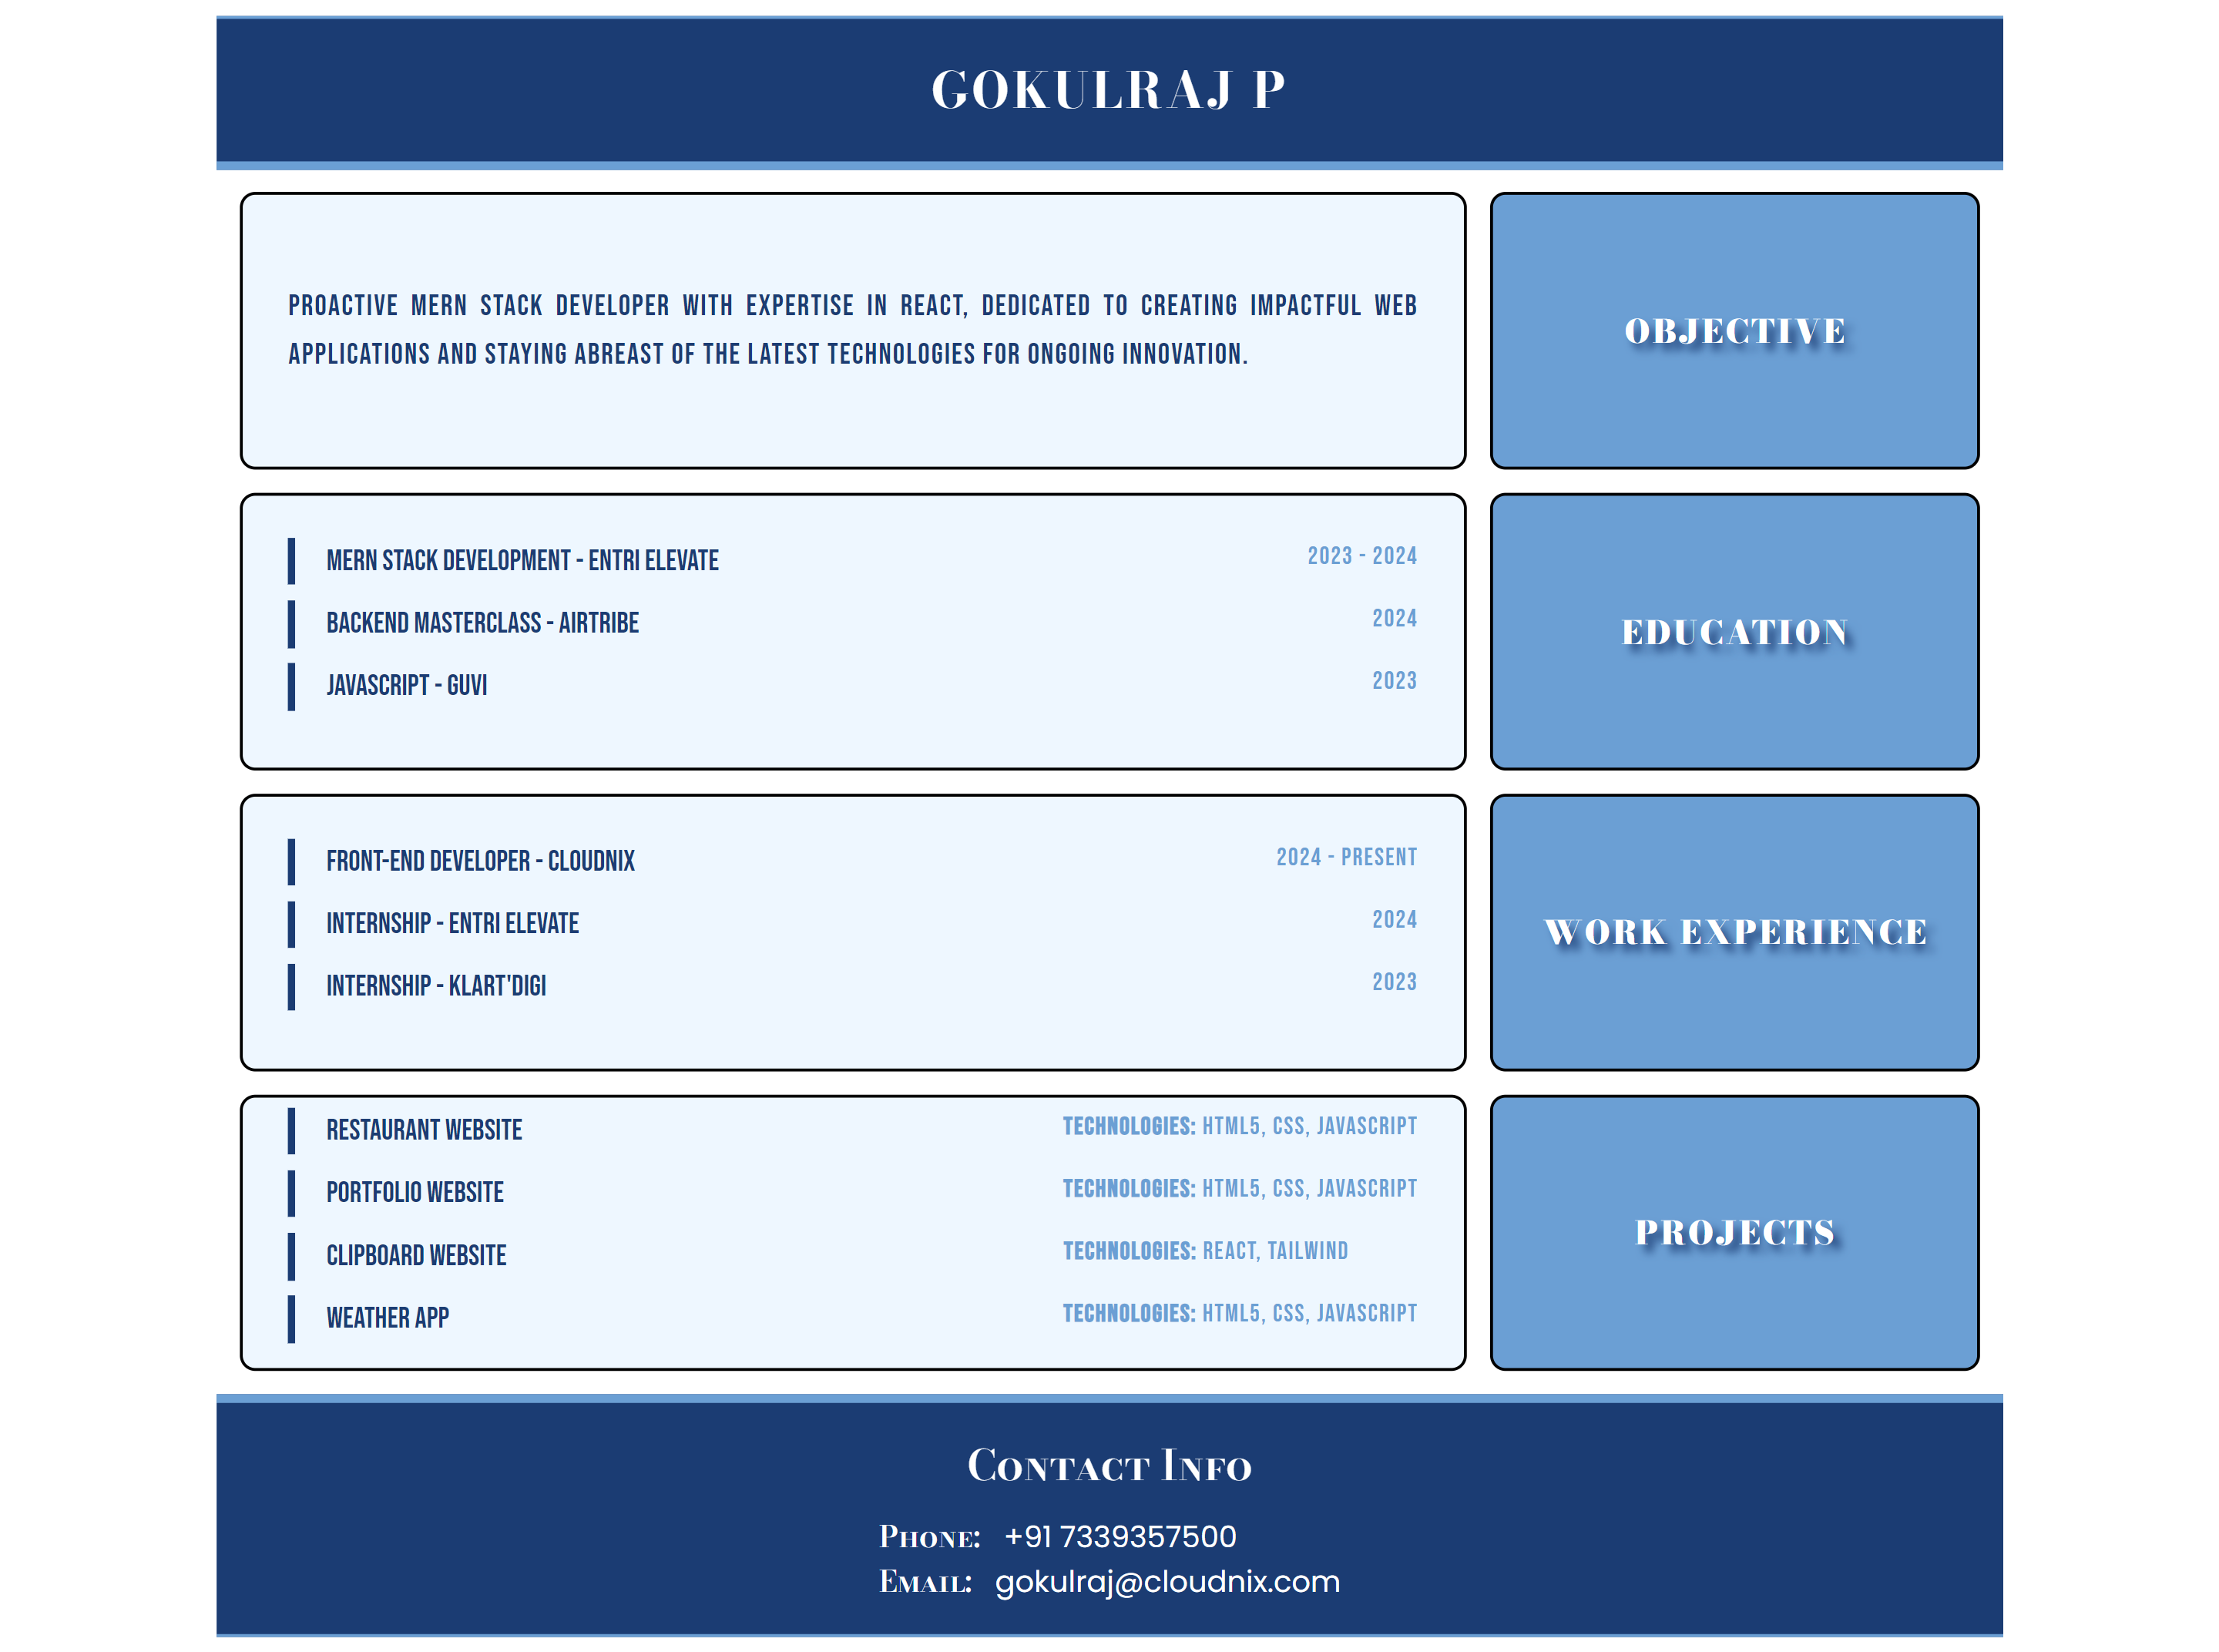 GOKULRAJ P
PROACTIVE MERN STACK DEVELOPER WITH EXPERTISE IN REACT, DEDICATED TO CREATING IMPACTFUL WEB
APPLICATIONS AND STAYING ABREAST OF THE LATEST TECHNOLOGIES FOR ONGOING INNOVATION.
OBJECTIVE
MERN STACK DEVELOPMENT - ENTRI ELEVATE 2023 - 2024
BACKEND MASTERCLASS - AIRTRIBE 2024
JAVASCRIPT - GUVI 2023
EDUCATION
FRONT-END DEVELOPER - CLOUDNIX 2024 - PRESENT
INTERNSHIP - ENTRI ELEVATE 2024
INTERNSHIP - KLART'DIGI 2023
WORK EXPERIENCE
RESTAURANT WEBSITE TECHNOLOGIES: HTML5, CSS, JAVASCRIPT
PORTFOLIO WEBSITE TECHNOLOGIES: HTML5, CSS, JAVASCRIPT
CLIPBOARD WEBSITE TECHNOLOGIES: REACT, TAILWIND
WEATHER APP TECHNOLOGIES: HTML5, CSS, JAVASCRIPT
PROJECTS
Contact Info
Phone: +91 7339357500
Email: gokulraj@cloudnix.com